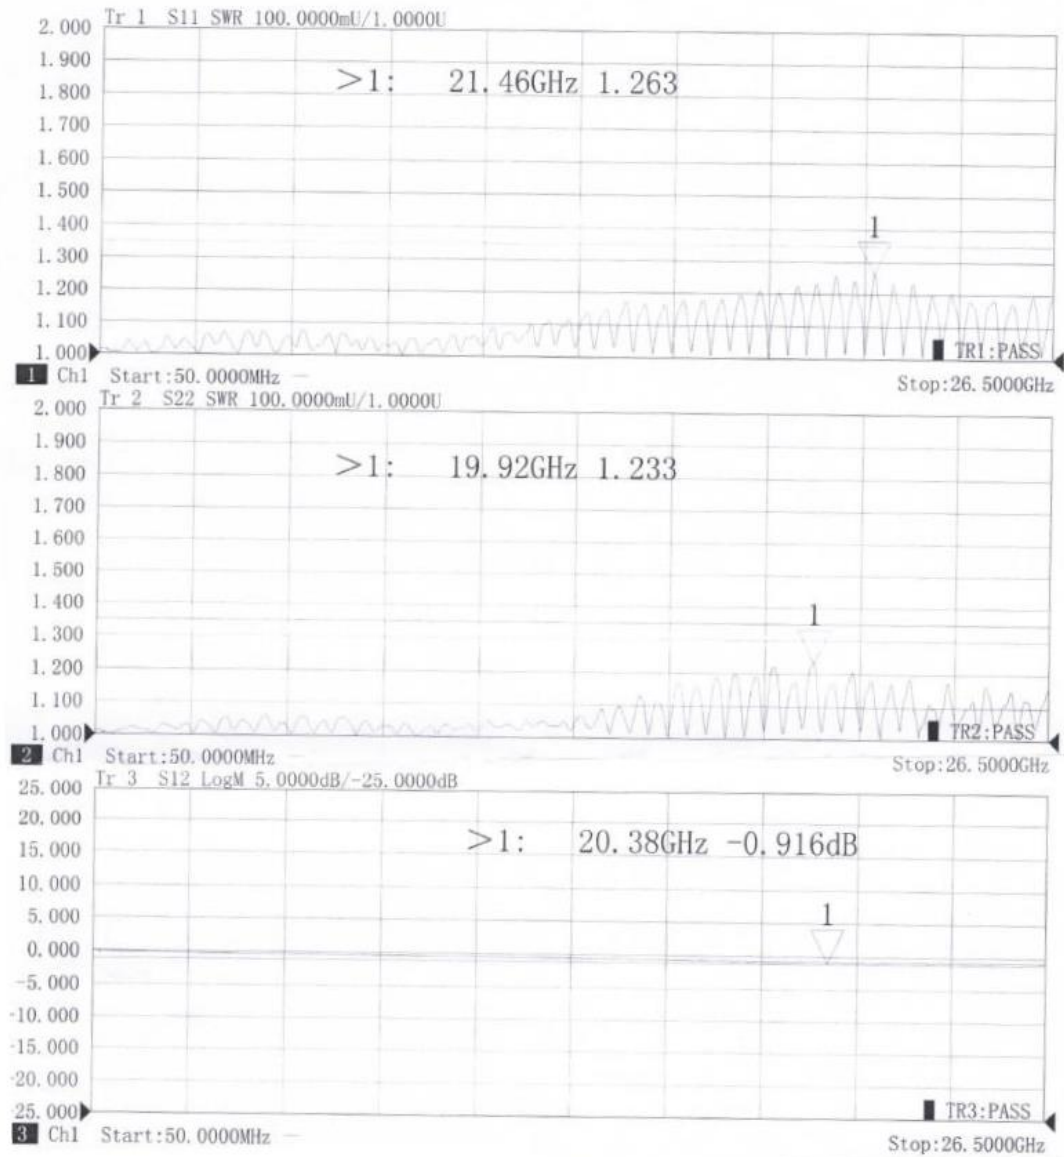 Tr 1 S11 SWR 100.0000mU/1.0000U
2.000
1.900
>1: 21.46GHz 1.263
1.800
1.700
1.600
1.500
1.400
1
1.300
1.200
1.100
1.000
TR1:PASS
1 Ch1 Start:50.0000MHz
Stop:26.5000GHz
Tr 2 S22 SWR 100.0000mU/1.0000U
2.000
1.900
>1: 19.92GHz 1.233
1.800
1.700
1.600
1.500
1.400
1
1.300
1.200
1.100
1.000
TR2:PASS
2 Ch1 Start:50.0000MHz
Stop:26.5000GHz
Tr 3 S12 LogM 5.0000dB/-25.0000dB
25.000
20.000
>1: 20.38GHz -0.916dB
15.000
10.000
5.000
1
0.000
-5.000
-10.000
-15.000
-20.000
25.000
TR3:PASS
3 Ch1 Start:50.0000MHz
Stop:26.5000GHz